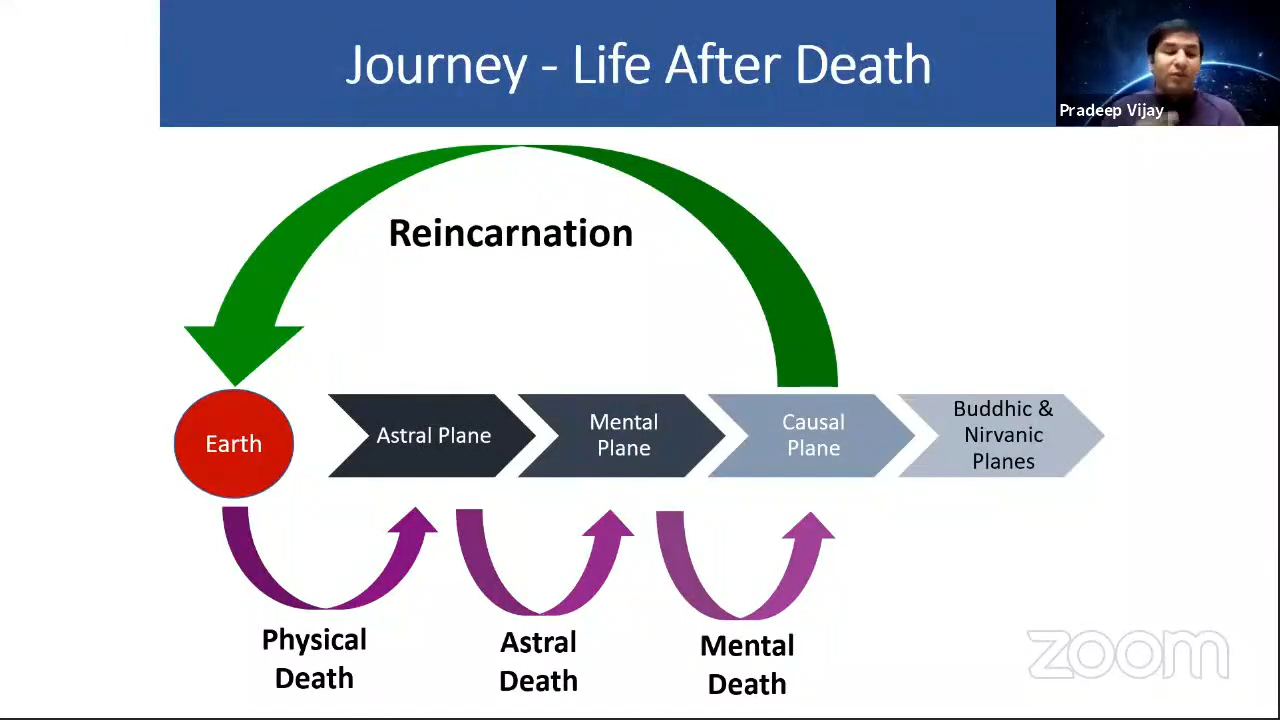 Journey - Life After Death
Pradeep Vijay
Reincarnation
Earth
Astral Plane
Mental
Plane
Causal
Plane
Buddhic &
Nirvanic
Planes
Physical
Death
Astral
Death
Mental
Death
zoom